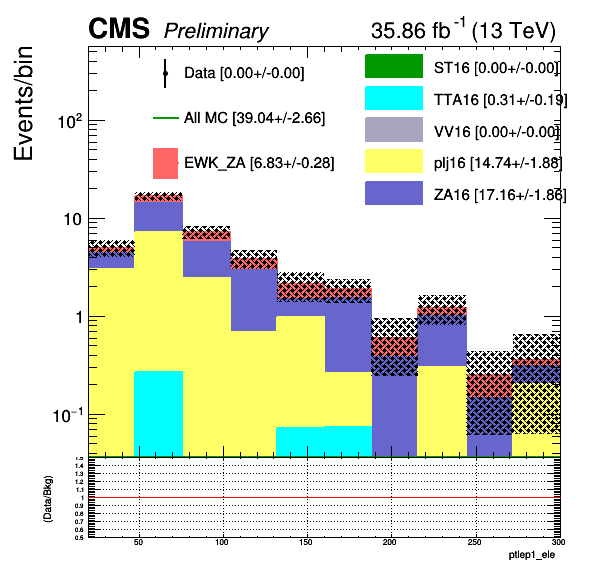 CMS Preliminary 35.86 fb⁻¹ (13 TeV)
Events/bin
Data [0.00+/-0.00]
All MC [39.04+/-2.66]
EWK_ZA [6.83+/-0.28]
ST16 [0.00+/-0.00]
TTA16 [0.31+/-0.19]
VV16 [0.00+/-0.00]
plj16 [14.74+/-1.88]
ZA16 [17.16+/-1.86]
10²
10
1
10⁻¹
(Data/Bkg)
1.5
1.4
1.3
1.2
1.1
1
0.9
0.8
0.7
0.6
0.5
50 100 150 200 250 300
ptlep1_ele